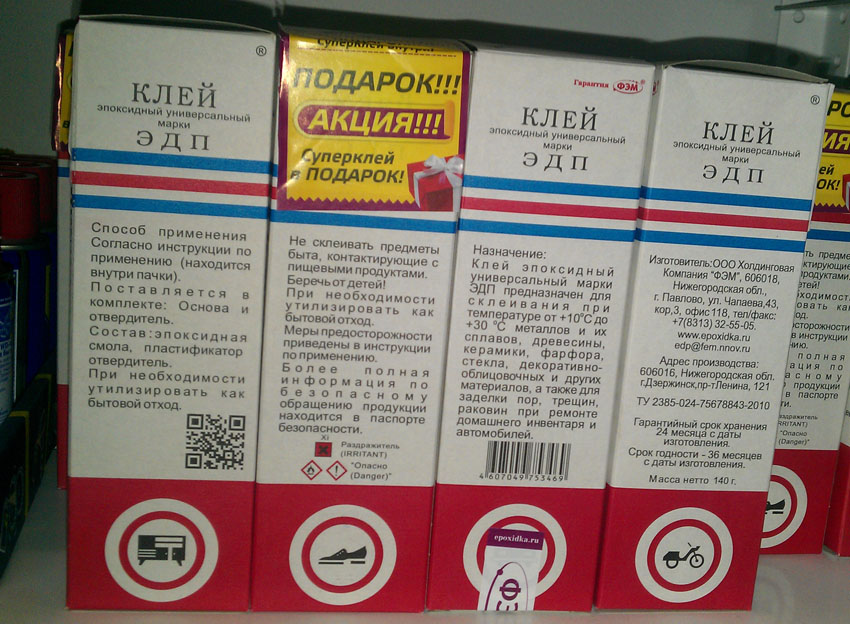 ®
КЛЕЙ
эпоксидный универсальный
марки
ЭДП
Способ применения
Согласно инструкции по
применению (находится
внутри пачки).
Поставляется в
комплекте: Основа и
отвердитель.
Состав:эпоксидная
смола, пластификатор
отвердитель.
При необходимости
утилизировать как
бытовой отход.
Суперклей внутри!
ПОДАРОК!!!
АКЦИЯ!!!
Суперклей
в ПОДАРОК!
Не склеивать предметы
быта, контактирующие с
пищевыми продуктами.
Беречь от детей!
При необходимости
утилизировать как
бытовой отход.
Меры предосторожности
приведены в инструкции
по применению.
Более полная
информация по
безопасному
обращению продукции
находится в паспорте
безопасности.
Xi
Раздражитель
(IRRITANT)
"Опасно
(Danger)"
Гарантия ФЭМ®
КЛЕЙ
эпоксидный универсальный
марки
ЭДП
Назначение:
Клей эпоксидный
универсальный марки
ЭДП предназначен для
склеивания при
температуре от +10°С до
+30 °С металлов и их
сплавов, древесины,
керамики, фарфора,
стекла, декоративно-
облицовочных и других
материалов, а также для
заделки пор, трещин,
раковин при ремонте
домашнего инвентаря и
автомобилей.
4 607049 753469
epoxidka.ru
®
КЛЕЙ
эпоксидный универсальный
марки
ЭДП
Изготовитель:ООО Холдинговая
Компания "ФЭМ", 606018,
Нижегородская обл.,
г. Павлово, ул. Чапаева,43,
кор,3, офис 118, тел/факс:
+7(8313) 32-55-05.
www.epoxidka.ru
edp@fem.nnov.ru
Адрес производства:
606016, Нижегородская обл.
г.Дзержинск,пр-тЛенина, 121
ТУ 2385-024-75678843-2010
Гарантийный срок хранения
24 месяца с даты
изготовления.
Срок годности - 36 месяцев
с даты изготовления.
Масса нетто 140 г.